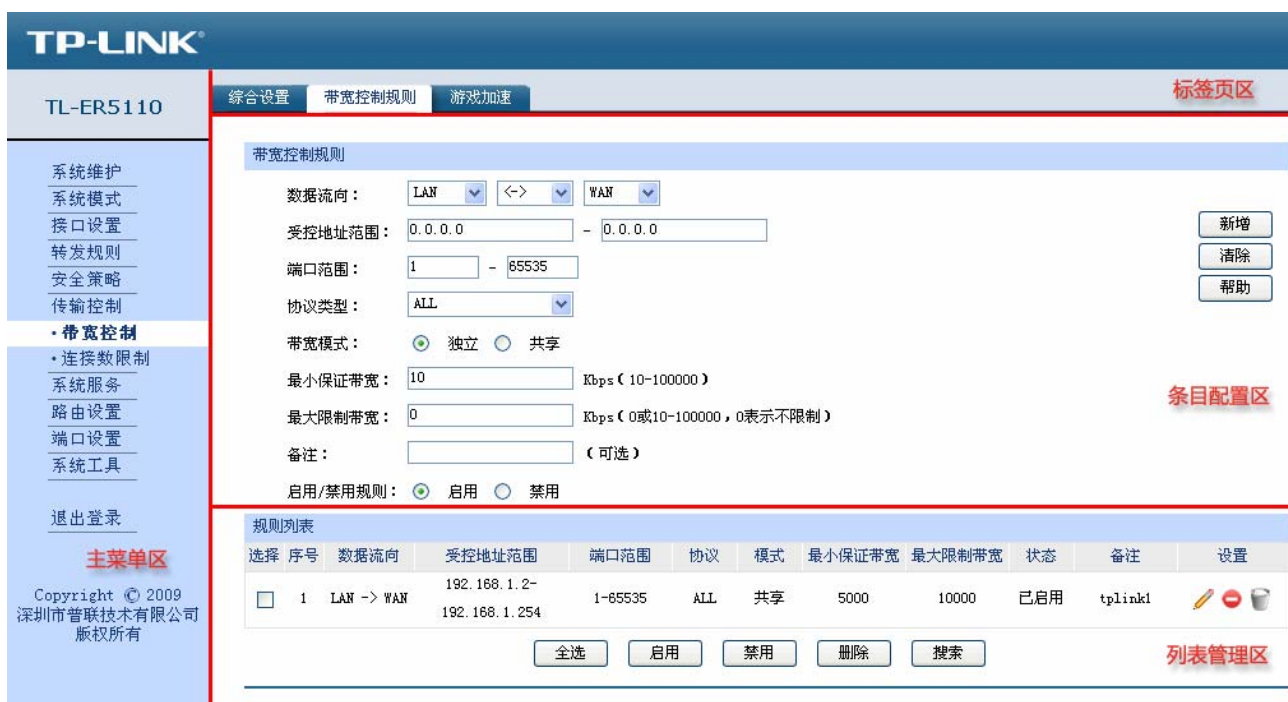 TP-LINK®
TL-ER5110
综合设置 带宽控制规则 游戏加速 标签页区
系统维护
系统模式
接口设置
转发规则
安全策略
传输控制
·带宽控制
·连接数限制
系统服务
路由设置
端口设置
系统工具
退出登录
主菜单区
Copyright © 2009
深圳市普联技术有限公司
版权所有
带宽控制规则
数据流向: LAN <-> WAN
受控地址范围: 0.0.0.0 - 0.0.0.0
端口范围: 1 - 65535
协议类型: ALL
带宽模式: 独立 共享
最小保证带宽: 10 Kbps(10-100000)
最大限制带宽: 0 Kbps(0或10-100000,0表示不限制)
备注: (可选)
启用/禁用规则: 启用 禁用
新增
清除
帮助
条目配置区
规则列表
选择 序号 数据流向 受控地址范围 端口范围 协议 模式 最小保证带宽 最大限制带宽 状态 备注 设置
1 LAN -> WAN 192.168.1.2- 192.168.1.254 1-65535 ALL 共享 5000 10000 已启用 tplink1
全选 启用 禁用 删除 搜索
列表管理区